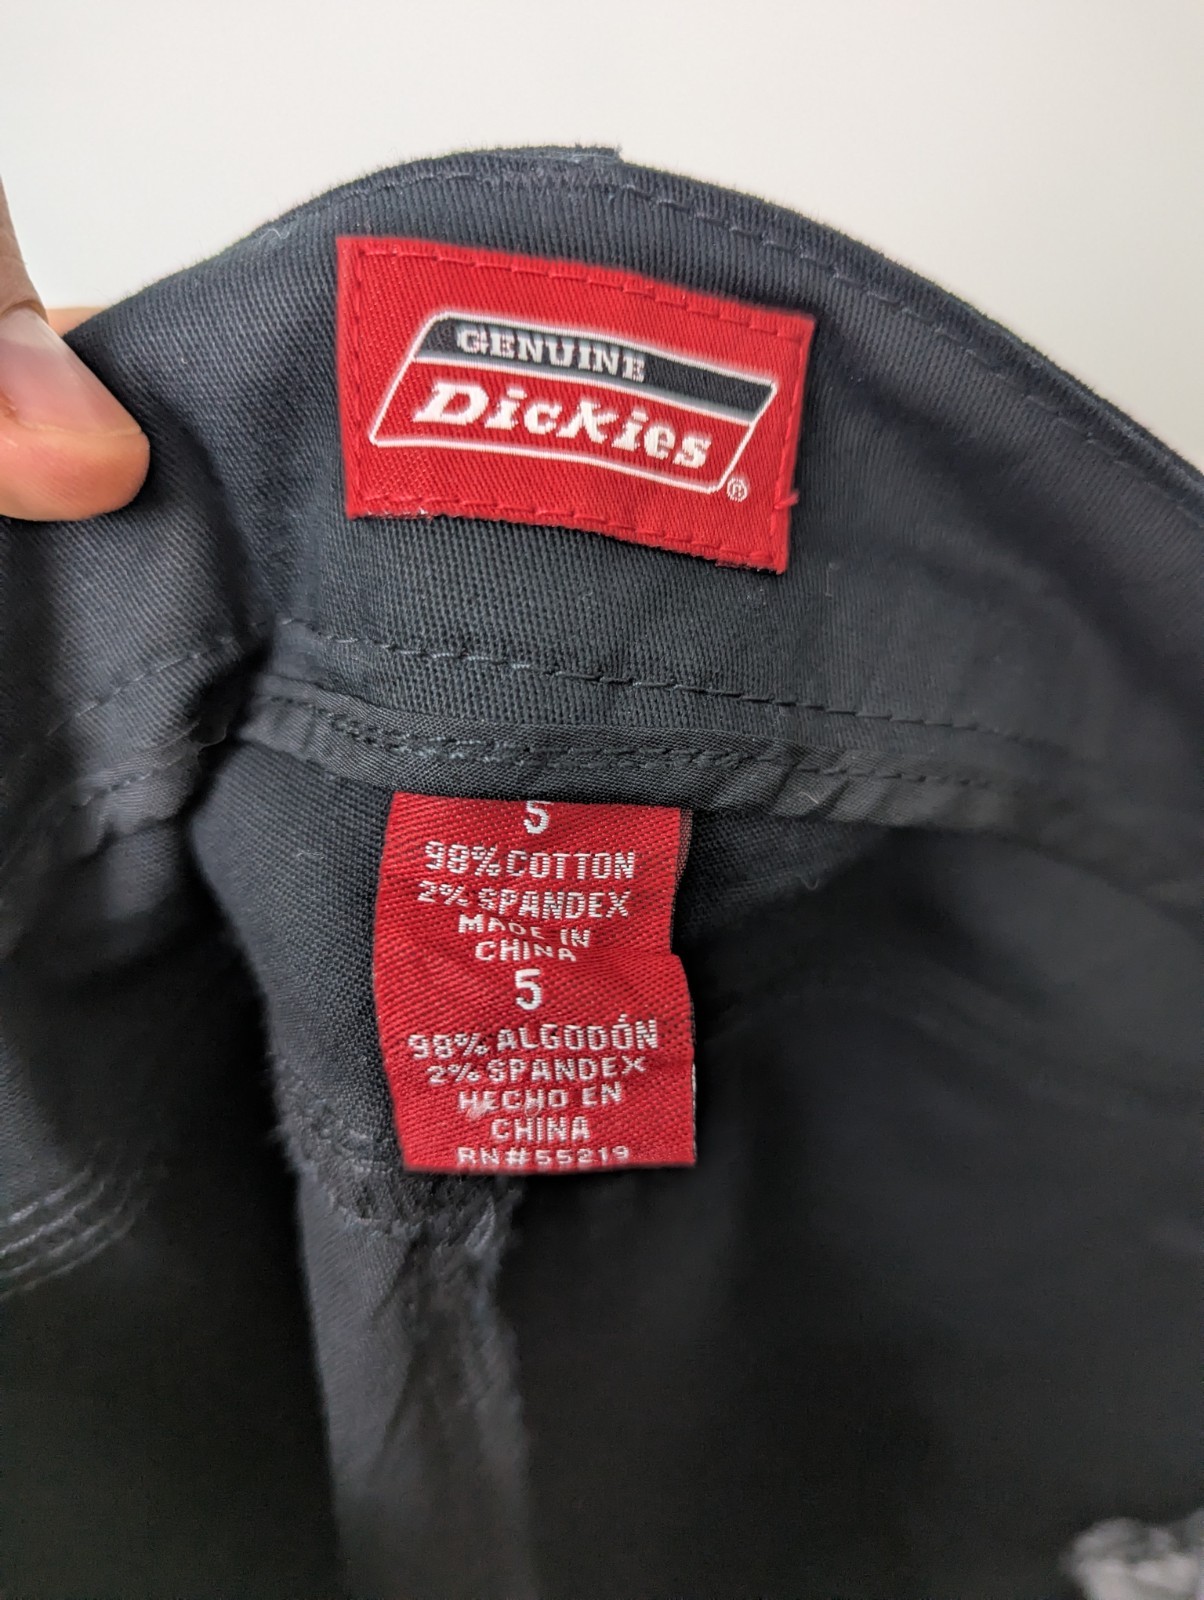 GENUINE
Dickies
®
5
98% COTTON
2% SPANDEX
MADE IN
CHINA
5
98% ALGODÓN
2% SPANDEX
HECHO EN
CHINA
RN#55219